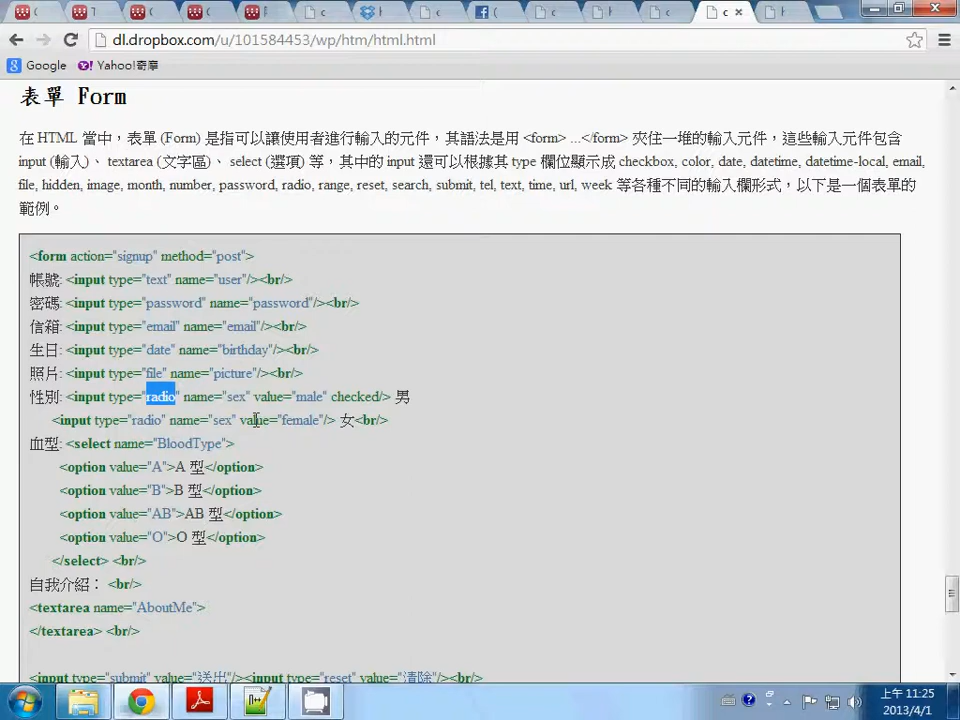 dl.dropbox.com/u/101584453/wp/htm/html.html
Google Yahoo!奇摩
表單 Form
在 HTML 當中，表單 (Form) 是指可以讓使用者進行輸入的元件，其語法是用 <form> ...</form> 夾住一堆的輸入元件，這些輸入元件包含
input (輸入)、 textarea (文字區)、 select (選項) 等，其中的 input 還可以根據其 type 欄位顯示成 checkbox, color, date, datetime, datetime-local, email,
file, hidden, image, month, number, password, radio, range, reset, search, submit, tel, text, time, url, week 等各種不同的輸入欄形式，以下是一個表單的
範例。
<form action="signup" method="post">
帳號: <input type="text" name="user"/><br/>
密碼: <input type="password" name="password"/><br/>
信箱: <input type="email" name="email"/><br/>
生日: <input type="date" name="birthday"/><br/>
照片: <input type="file" name="picture"/><br/>
性別: <input type="radio" name="sex" value="male" checked/> 男
<input type="radio" name="sex" value="female"/> 女<br/>
血型: <select name="BloodType">
<option value="A">A 型</option>
<option value="B">B 型</option>
<option value="AB">AB 型</option>
<option value="O">O 型</option>
</select> <br/>
自我介紹： <br/>
<textarea name="AboutMe">
</textarea> <br/>
<input type="submit" value="送出"><input type="reset" value="清除"><br/>
上午 11:25
2013/4/1